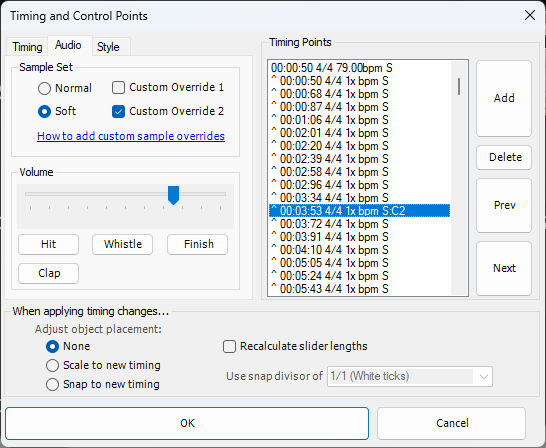 Timing and Control Points
Timing Audio Style
Sample Set
Normal Custom Override 1
Soft Custom Override 2
How to add custom sample overrides
Volume
Hit Whistle Finish
Clap
Timing Points
00:00:50 4/4 79.00bpm S
^ 00:00:50 4/4 1x bpm S
^ 00:00:68 4/4 1x bpm S
^ 00:00:87 4/4 1x bpm S
^ 00:01:06 4/4 1x bpm S
^ 00:02:01 4/4 1x bpm S
^ 00:02:20 4/4 1x bpm S
^ 00:02:39 4/4 1x bpm S
^ 00:02:58 4/4 1x bpm S
^ 00:02:96 4/4 1x bpm S
^ 00:03:34 4/4 1x bpm S
^ 00:03:53 4/4 1x bpm S:C2
^ 00:03:72 4/4 1x bpm S
^ 00:03:91 4/4 1x bpm S
^ 00:04:10 4/4 1x bpm S
^ 00:05:05 4/4 1x bpm S
^ 00:05:24 4/4 1x bpm S
^ 00:05:43 4/4 1x bpm S
Add
Delete
Prev
Next
When applying timing changes...
Adjust object placement:
None
Scale to new timing
Snap to new timing
Recalculate slider lengths
Use snap divisor of 1/1 (White ticks)
OK Cancel